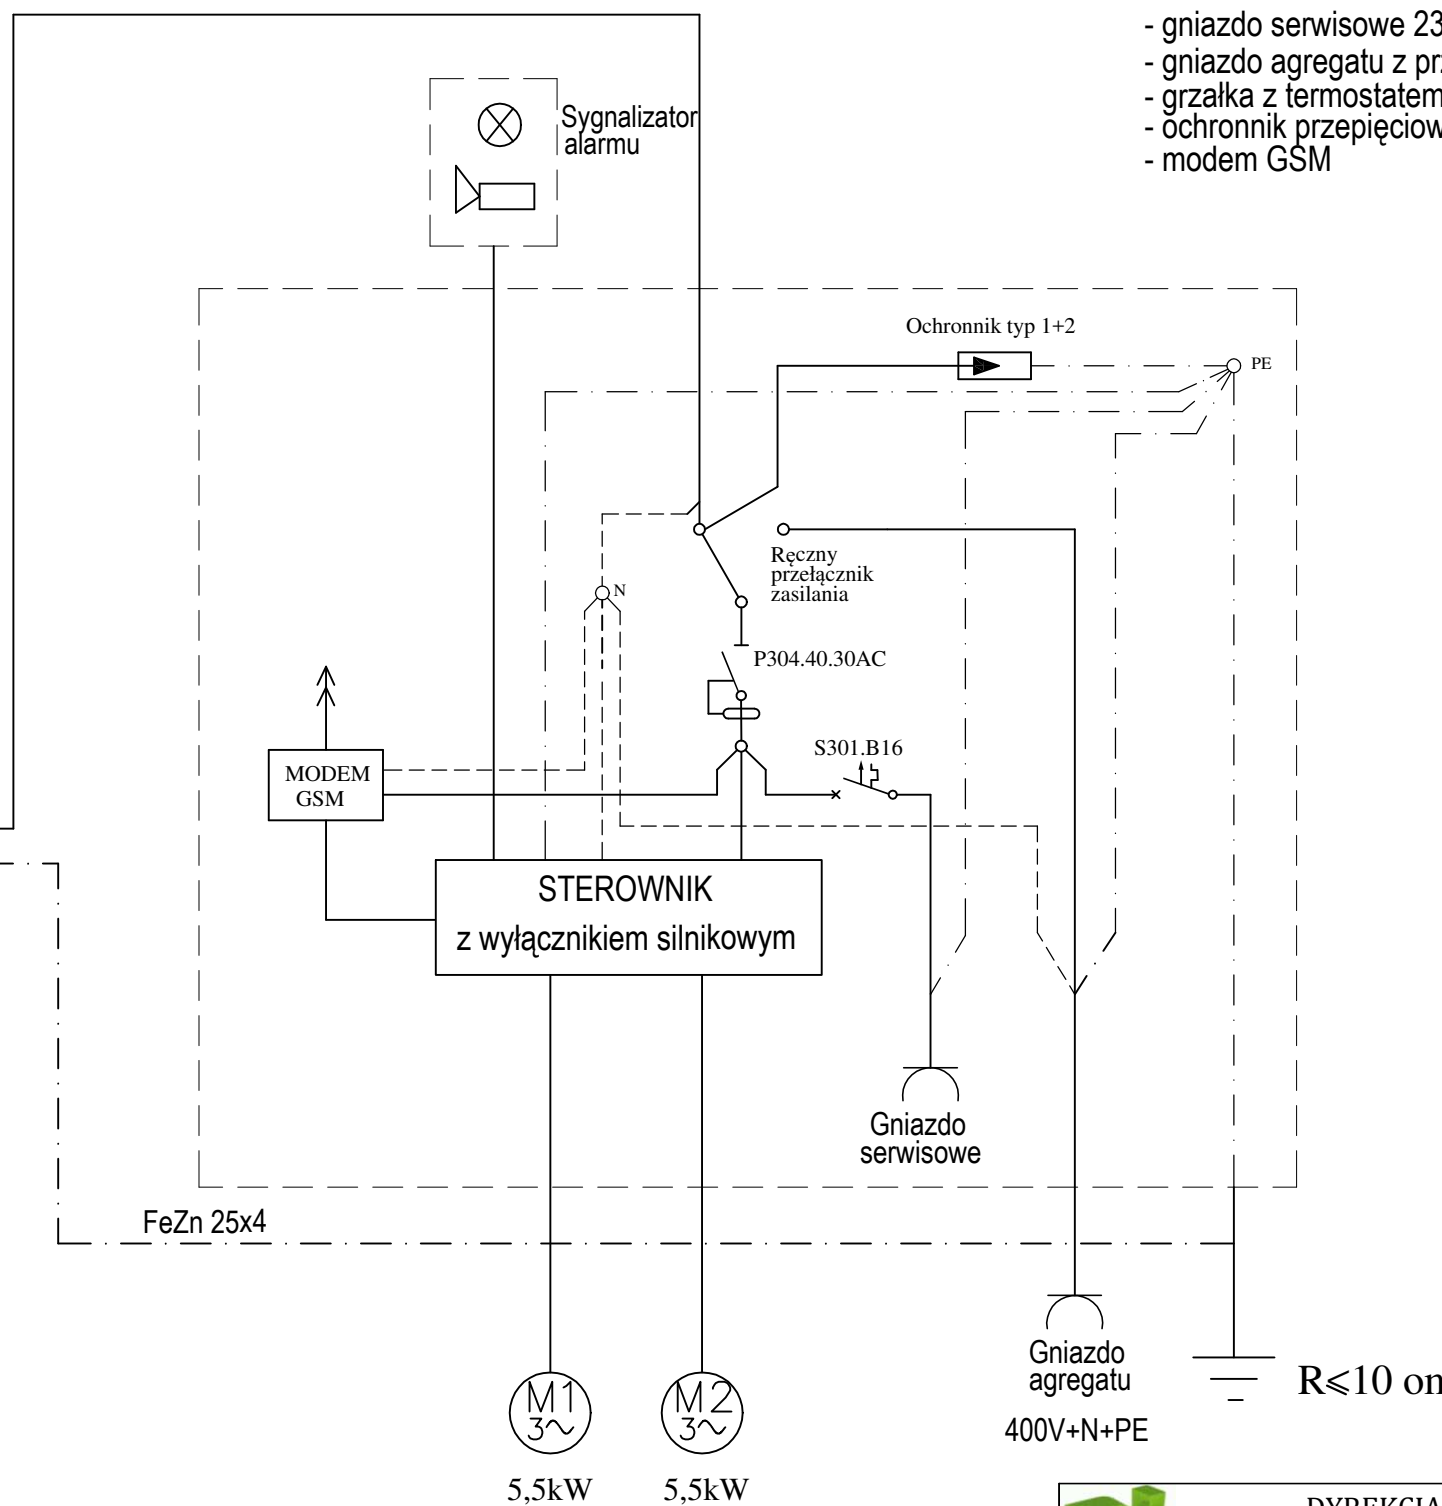 - gniazdo serwisowe 23
- gniazdo agregatu z prz
- grzałka z termostatem
- ochronnik przepięciow
- modem GSM
Sygnalizator
alarmu
Ochronnik typ 1+2
PE
Ręczny
przełącznik
zasilania
N
P304.40.30AC
S301.B16
MODEM
GSM
STEROWNIK
z wyłącznikiem silnikowym
Gniazdo
serwisowe
FeZn 25x4
Gniazdo
agregatu
400V+N+PE
R≤10 om
M1
3~
M2
3~
5,5kW
5,5kW
DYREKCJA